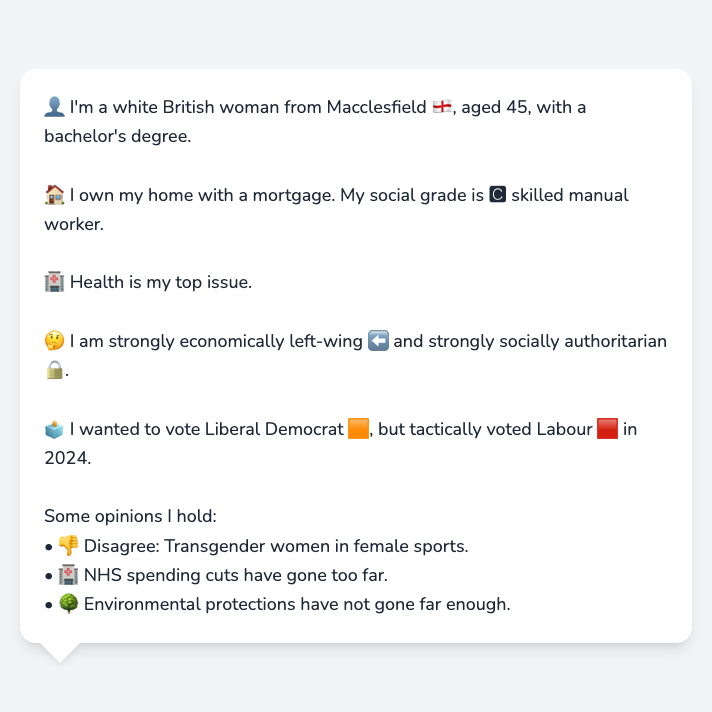 👤 I'm a white British woman from Macclesfield 🏴󠁧󠁢󠁥󠁮󠁧󠁿, aged 45, with a
bachelor's degree.
🏠 I own my home with a mortgage. My social grade is 🅲 skilled manual
worker.
🏥 Health is my top issue.
🤔 I am strongly economically left-wing ⬅️ and strongly socially authoritarian
🔒.
🗳️ I wanted to vote Liberal Democrat 🟧, but tactically voted Labour 🟥 in
2024.
Some opinions I hold:
• 👎 Disagree: Transgender women in female sports.
• 🏥 NHS spending cuts have gone too far.
• 🌳 Environmental protections have not gone far enough.